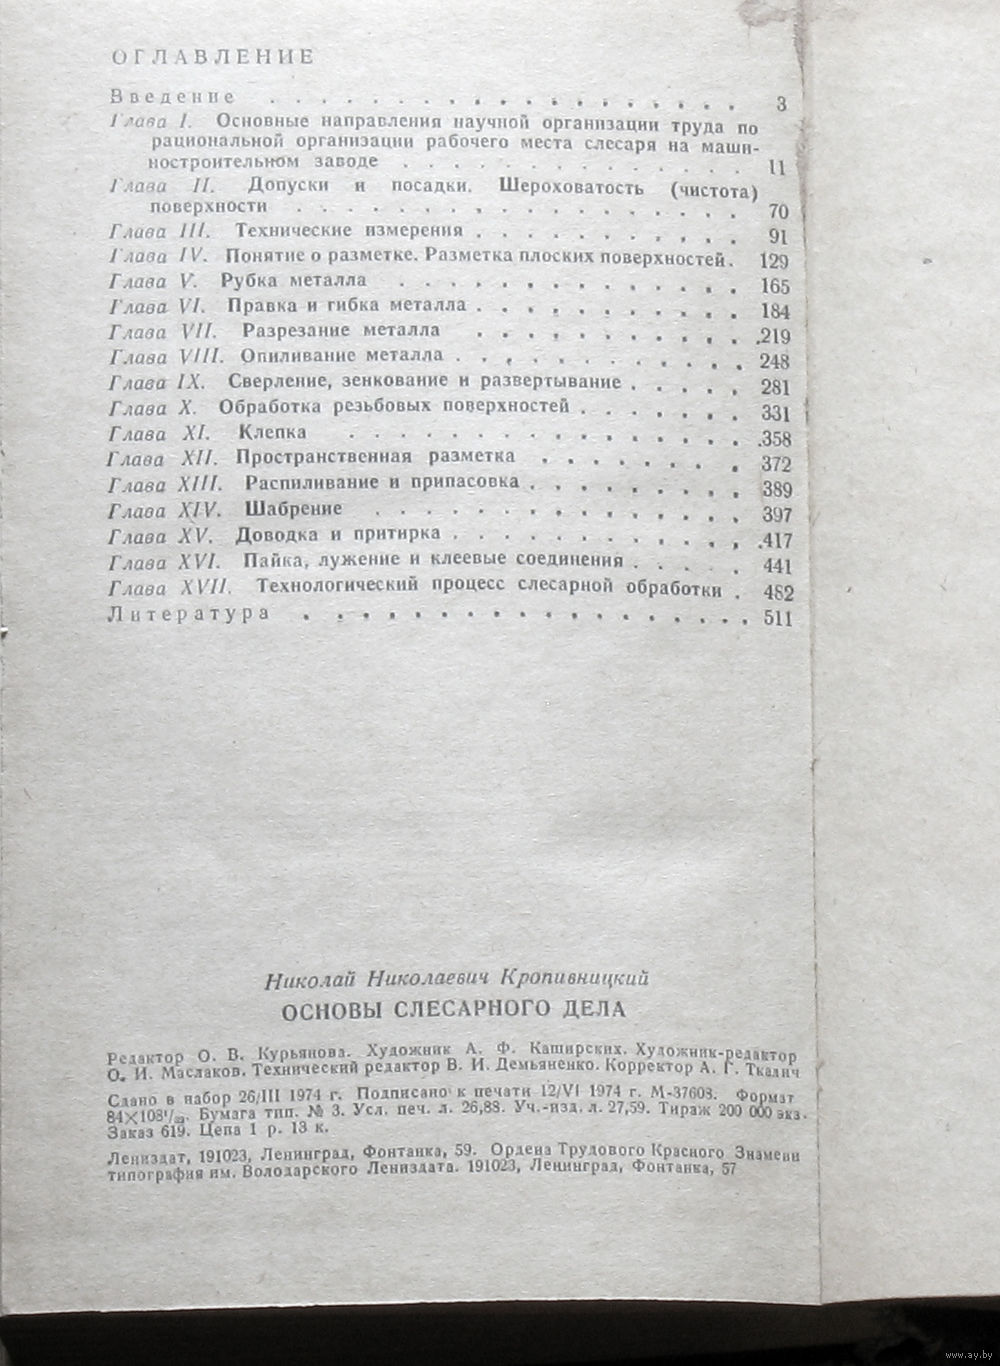 ОГЛАВЛЕНИЕ
Введение . . . . . . . . . . . . . . . . . . 3
Глава I. Основные направления научной организации труда по
рациональной организации рабочего места слесаря на маши-
ностроительном заводе . . . . . . . . . . . . . 11
Глава II. Допуски и посадки. Шероховатость (чистота)
поверхности . . . . . . . . . . . . . . . . . 70
Глава III. Технические измерения . . . . . . . . . . . 91
Глава IV. Понятие о разметке. Разметка плоских поверхностей . 129
Глава V. Рубка металла . . . . . . . . . . . . . . 165
Глава VI. Правка и гибка металла . . . . . . . . . . . 184
Глава VII. Разрезание металла . . . . . . . . . . . 219
Глава VIII. Опиливание металла . . . . . . . . . . . . 248
Глава IX. Сверление, зенкование и развертывание . . . . . 281
Глава X. Обработка резьбовых поверхностей . . . . . . . 331
Глава XI. Клепка . . . . . . . . . . . . . . . . 358
Глава XII. Пространственная разметка . . . . . . . . 372
Глава XIII. Распиливание и припасовка . . . . . . . . . 389
Глава XIV. Шабрение . . . . . . . . . . . . . . . 397
Глава XV. Доводка и притирка . . . . . . . . . . . . 417
Глава XVI. Пайка, лужение и клеевые соединения . . . . . 441
Глава XVII. Технологический процесс слесарной обработки . 482
Литература . . . . . . . . . . . . . . . . . 511
Николай Николаевич Кропивницкий
ОСНОВЫ СЛЕСАРНОГО ДЕЛА
Редактор О. В. Курьянова. Художник А. Ф. Каширских. Художник-редактор
О. И. Маслаков. Технический редактор В. И. Демьяненко. Корректор А. Г. Ткалич
Сдано в набор 26/III 1974 г. Подписано к печати 12/VI 1974 г. М-37603. Формат
84×108¹/₃₂. Бумага тип. № 3. Усл. печ. л. 26,88. Уч.-изд. л. 27,59. Тираж 200 000 экз.
Заказ 619. Цена 1 р. 13 к.
Лениздат, 191023, Ленинград, Фонтанка, 59. Ордена Трудового Красного Знамени
типография им. Володарского Лениздата. 191023, Ленинград, Фонтанка, 57
www.ay.by